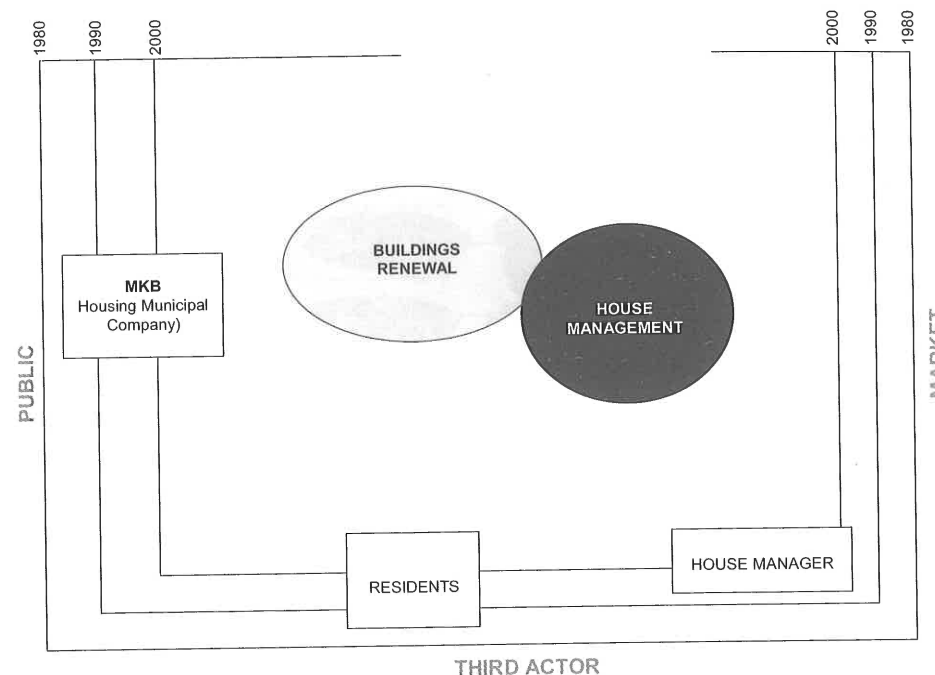 1980
1990
2000
2000
1990
1980
BUILDINGS
RENEWAL
MKB
Housing Municipal
Company)
HOUSE
MANAGEMENT
PUBLIC
MARKET
HOUSE MANAGER
RESIDENTS
THIRD ACTOR